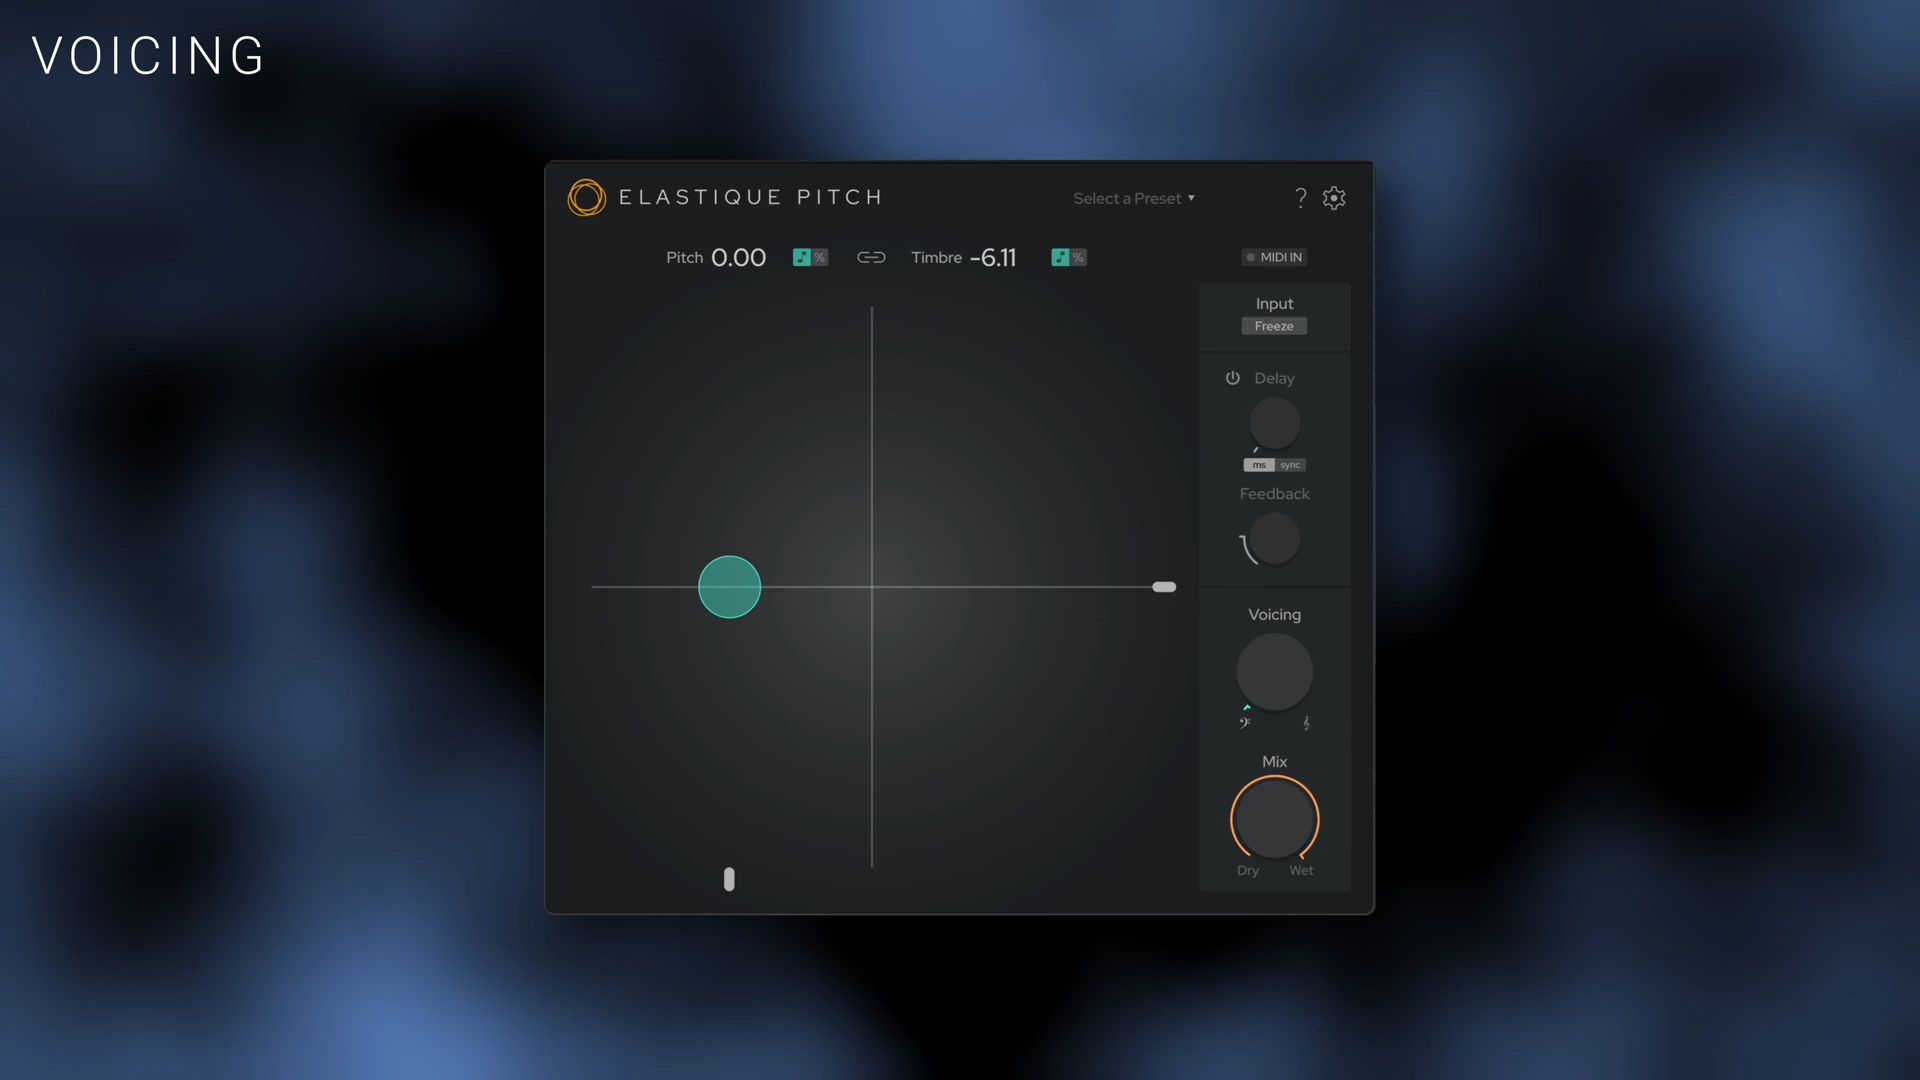 VOICING
ELASTIQUE PITCH
Select a Preset ▾
?
Pitch 0.00
%
Timbre -6.11
%
MIDI IN
Input
Freeze
Delay
ms sync
Feedback
Voicing
Mix
Dry Wet